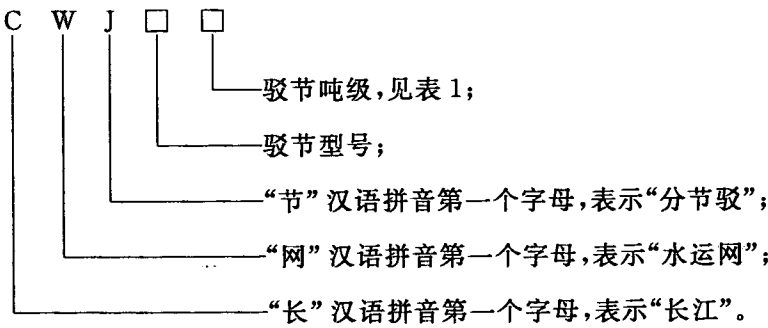 C W J □ □
驳节吨级,见表1;
驳节型号;
“节”汉语拼音第一个字母,表示“分节驳”;
“网”汉语拼音第一个字母,表示“水运网”;
“长”汉语拼音第一个字母,表示“长江”。